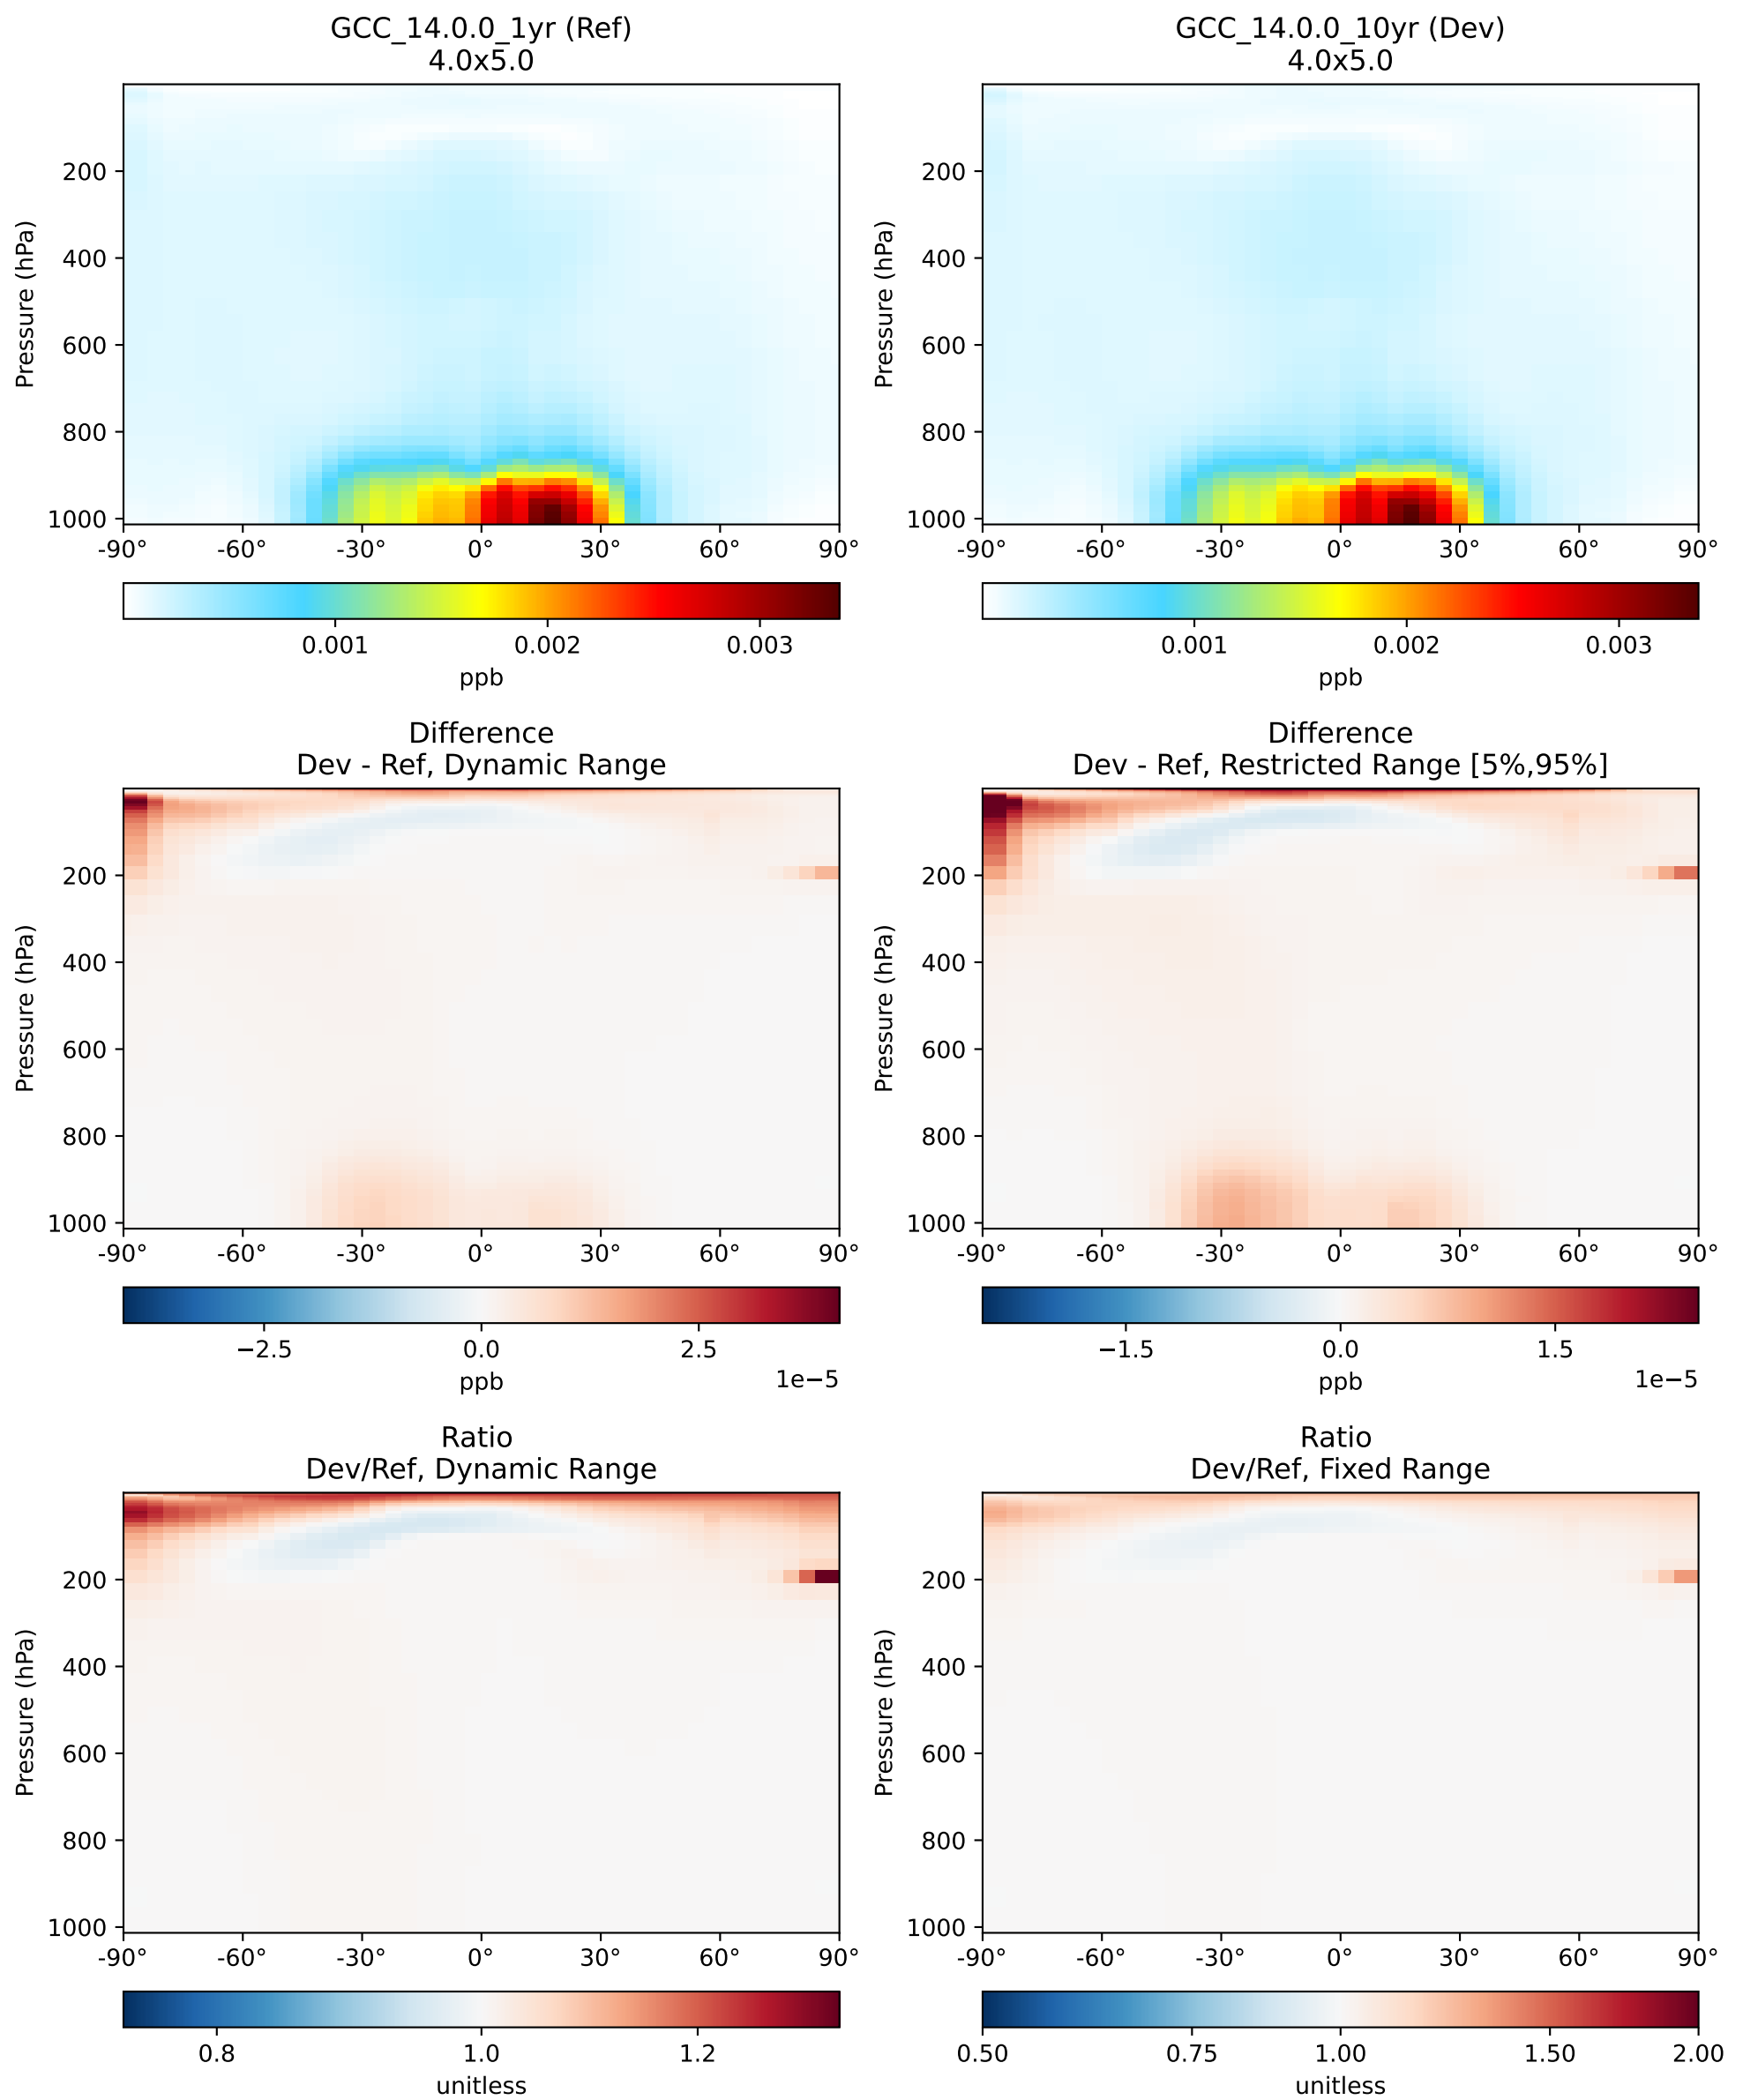 GCC_14.0.0_1yr (Ref)
4.0x5.0
GCC_14.0.0_10yr (Dev)
4.0x5.0
Pressure (hPa)
200
400
600
800
1000
-90° -60° -30° 0° 30° 60° 90°
0.001 0.002 0.003
ppb
Pressure (hPa)
200
400
600
800
1000
-90° -60° -30° 0° 30° 60° 90°
0.001 0.002 0.003
ppb
Difference
Dev - Ref, Dynamic Range
Pressure (hPa)
200
400
600
800
1000
-90° -60° -30° 0° 30° 60° 90°
−2.5 0.0 2.5
ppb
1e−5
Difference
Dev - Ref, Restricted Range [5%,95%]
Pressure (hPa)
200
400
600
800
1000
-90° -60° -30° 0° 30° 60° 90°
−1.5 0.0 1.5
ppb
1e−5
Ratio
Dev/Ref, Dynamic Range
Pressure (hPa)
200
400
600
800
1000
-90° -60° -30° 0° 30° 60° 90°
0.8 1.0 1.2
unitless
Ratio
Dev/Ref, Fixed Range
Pressure (hPa)
200
400
600
800
1000
-90° -60° -30° 0° 30° 60° 90°
0.50 0.75 1.00 1.50 2.00
unitless